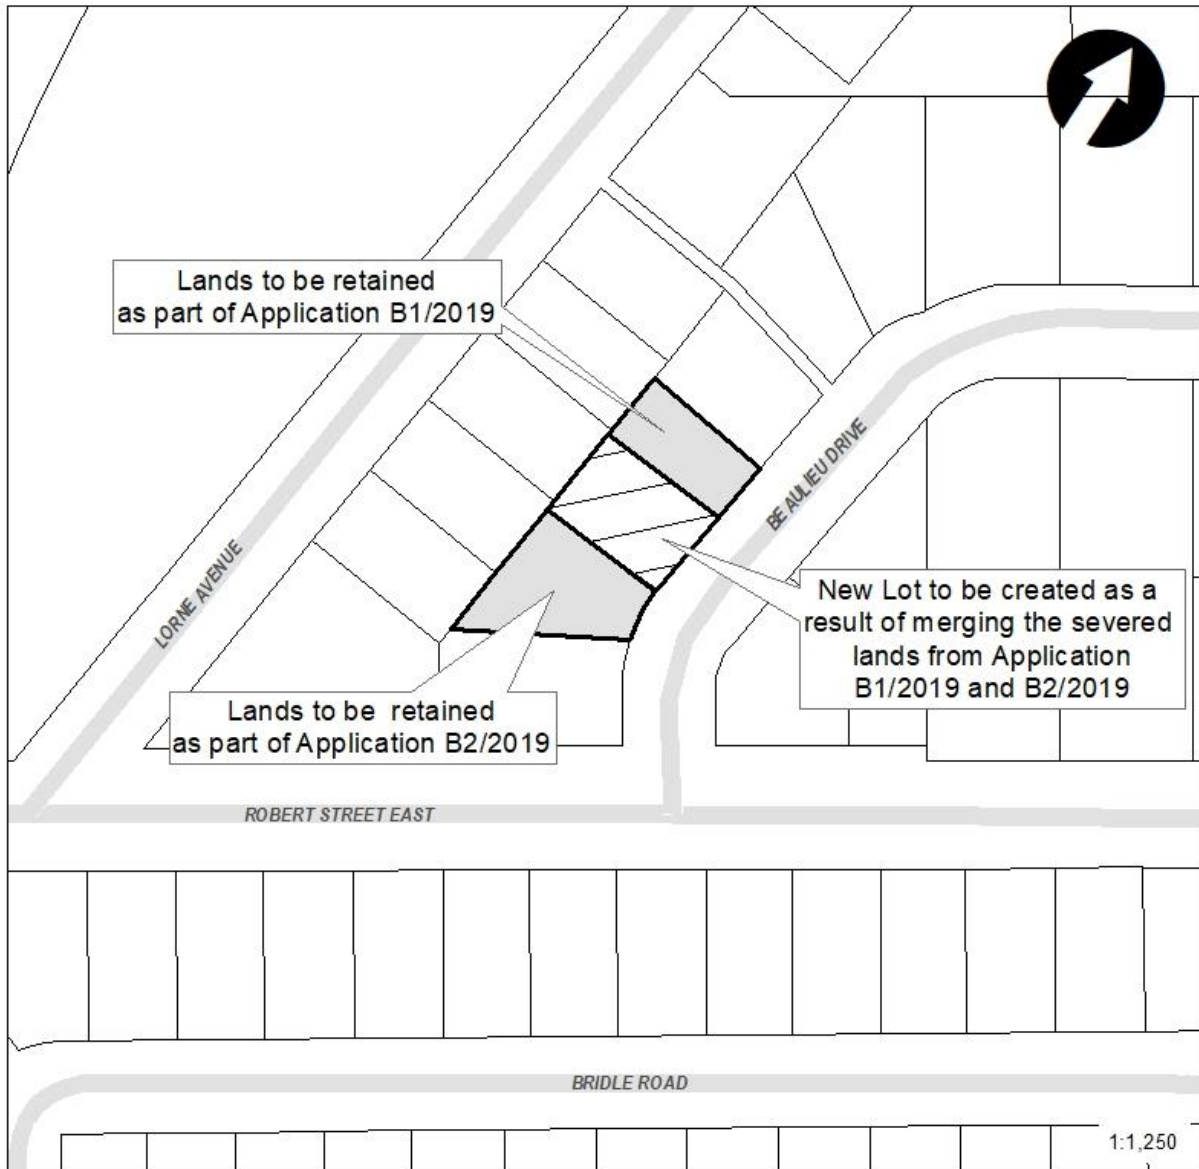 Lands to be retained
as part of Application B1/2019
BEAULIEU DRIVE
LORNE AVENUE
New Lot to be created as a
result of merging the severed
lands from Application
B1/2019 and B2/2019
Lands to be retained
as part of Application B2/2019
ROBERT STREET EAST
BRIDLE ROAD
1:1,250